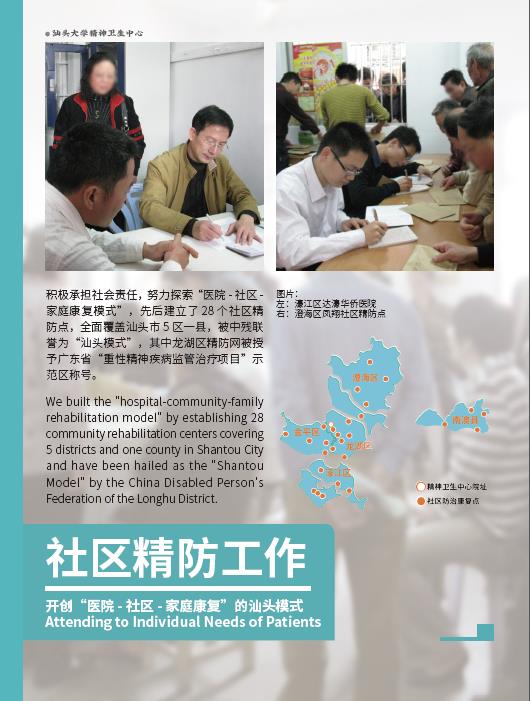 汕头大学精神卫生中心
积极承担社会责任，努力探索“医院 - 社区 -
家庭康复模式”，先后建立了 28 个社区精
防点，全面覆盖汕头市 5 区一县，被中残联
誉为“汕头模式”，其中龙湖区精防网被授
予广东省“重性精神疾病监管治疗项目”示
范区称号。
We built the "hospital-community-family
rehabilitation model" by establishing 28
community rehabilitation centers covering
5 districts and one county in Shantou City
and have been hailed as the "Shantou
Model" by the China Disabled Person's
Federation of the Longhu District.
图片：
左：濠江区达濠华侨医院
右：澄海区凤翔社区精防点
澄海区
南澳县
金平区
龙湖区
濠江区
精神卫生中心院址
社区防治康复点
社区精防工作
开创“医院 - 社区 - 家庭康复”的汕头模式
Attending to Individual Needs of Patients